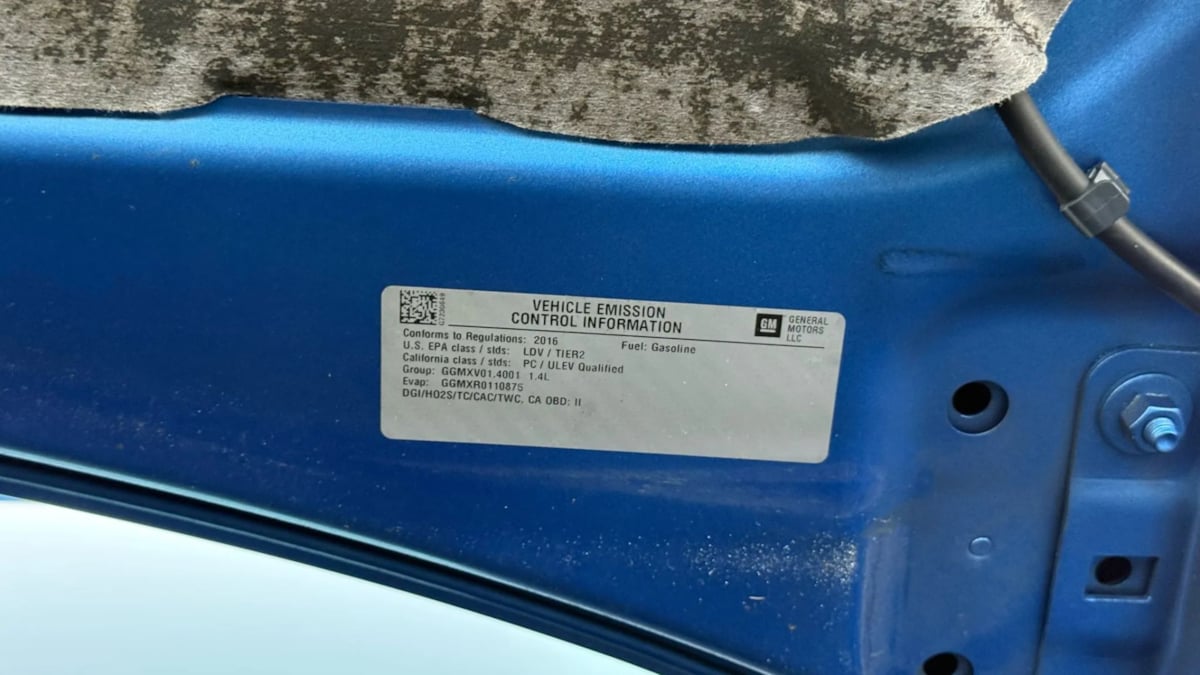 VEHICLE EMISSION
CONTROL INFORMATION
GM
GENERAL
MOTORS
LLC
Conforms to Regulations: 2016 Fuel: Gasoline
U.S. EPA class / stds: LDV / TIER2
California class / stds: PC / ULEV Qualified
Group: GGMXV01.4001 1.4L
Evap: GGMXR0110875
DGI/HO2S/TC/CAC/TWC, CA OBD: II